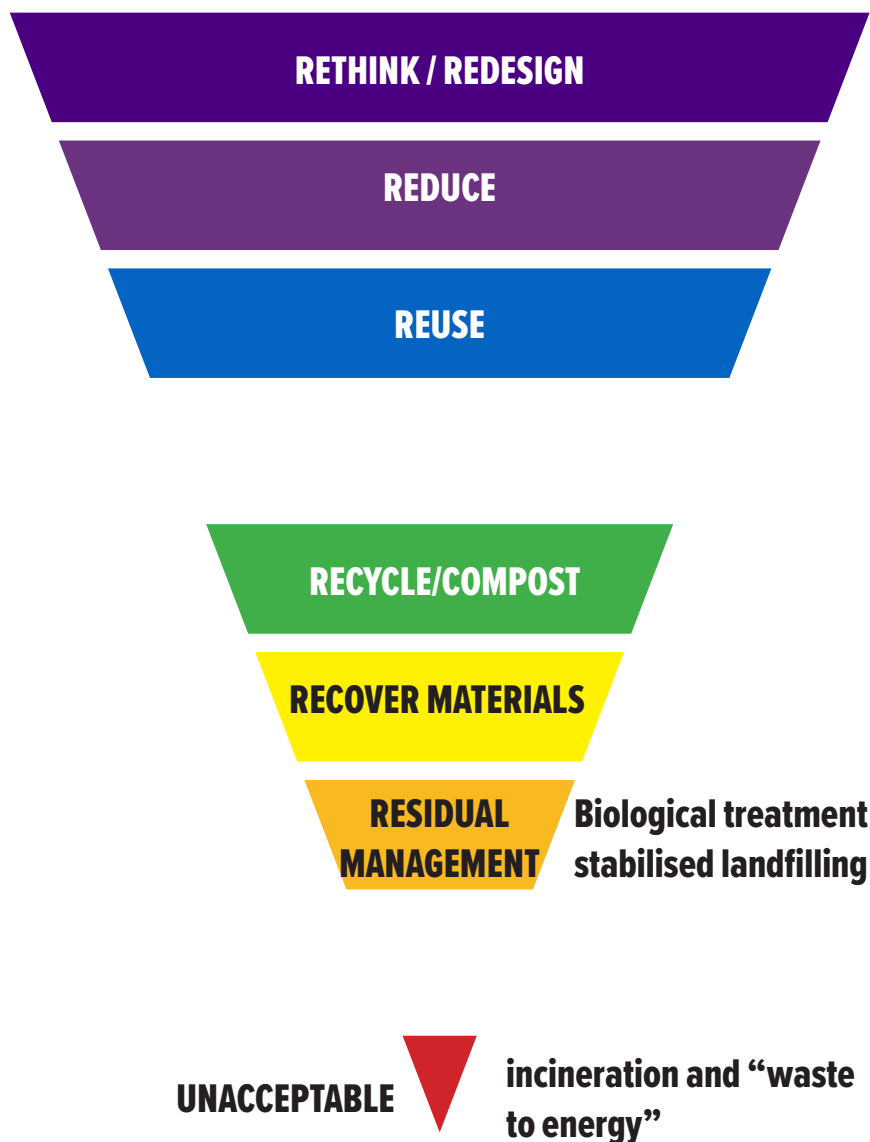 RETHINK / REDESIGN
REDUCE
REUSE
RECYCLE/COMPOST
RECOVER MATERIALS
RESIDUAL
MANAGEMENT
Biological treatment
stabilised landfilling
UNACCEPTABLE
incineration and “waste
to energy”